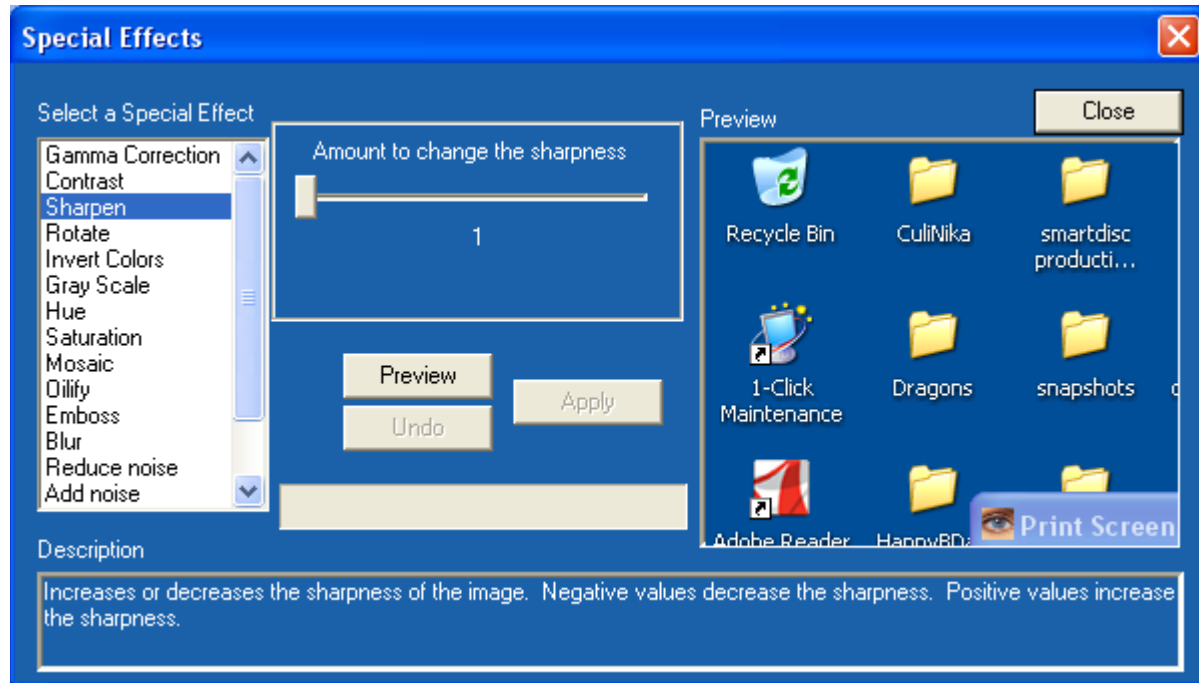 Special Effects
Select a Special Effect
Gamma Correction
Contrast
Sharpen
Rotate
Invert Colors
Gray Scale
Hue
Saturation
Mosaic
Oilify
Emboss
Blur
Reduce noise
Add noise
Amount to change the sharpness
1
Preview
Undo
Apply
Preview
Close
Recycle Bin
CuliNika
smartdisc
producti...
1-Click
Maintenance
Dragons
snapshots
Adobe Reader
Print Screen
Description
Increases or decreases the sharpness of the image. Negative values decrease the sharpness. Positive values increase
the sharpness.